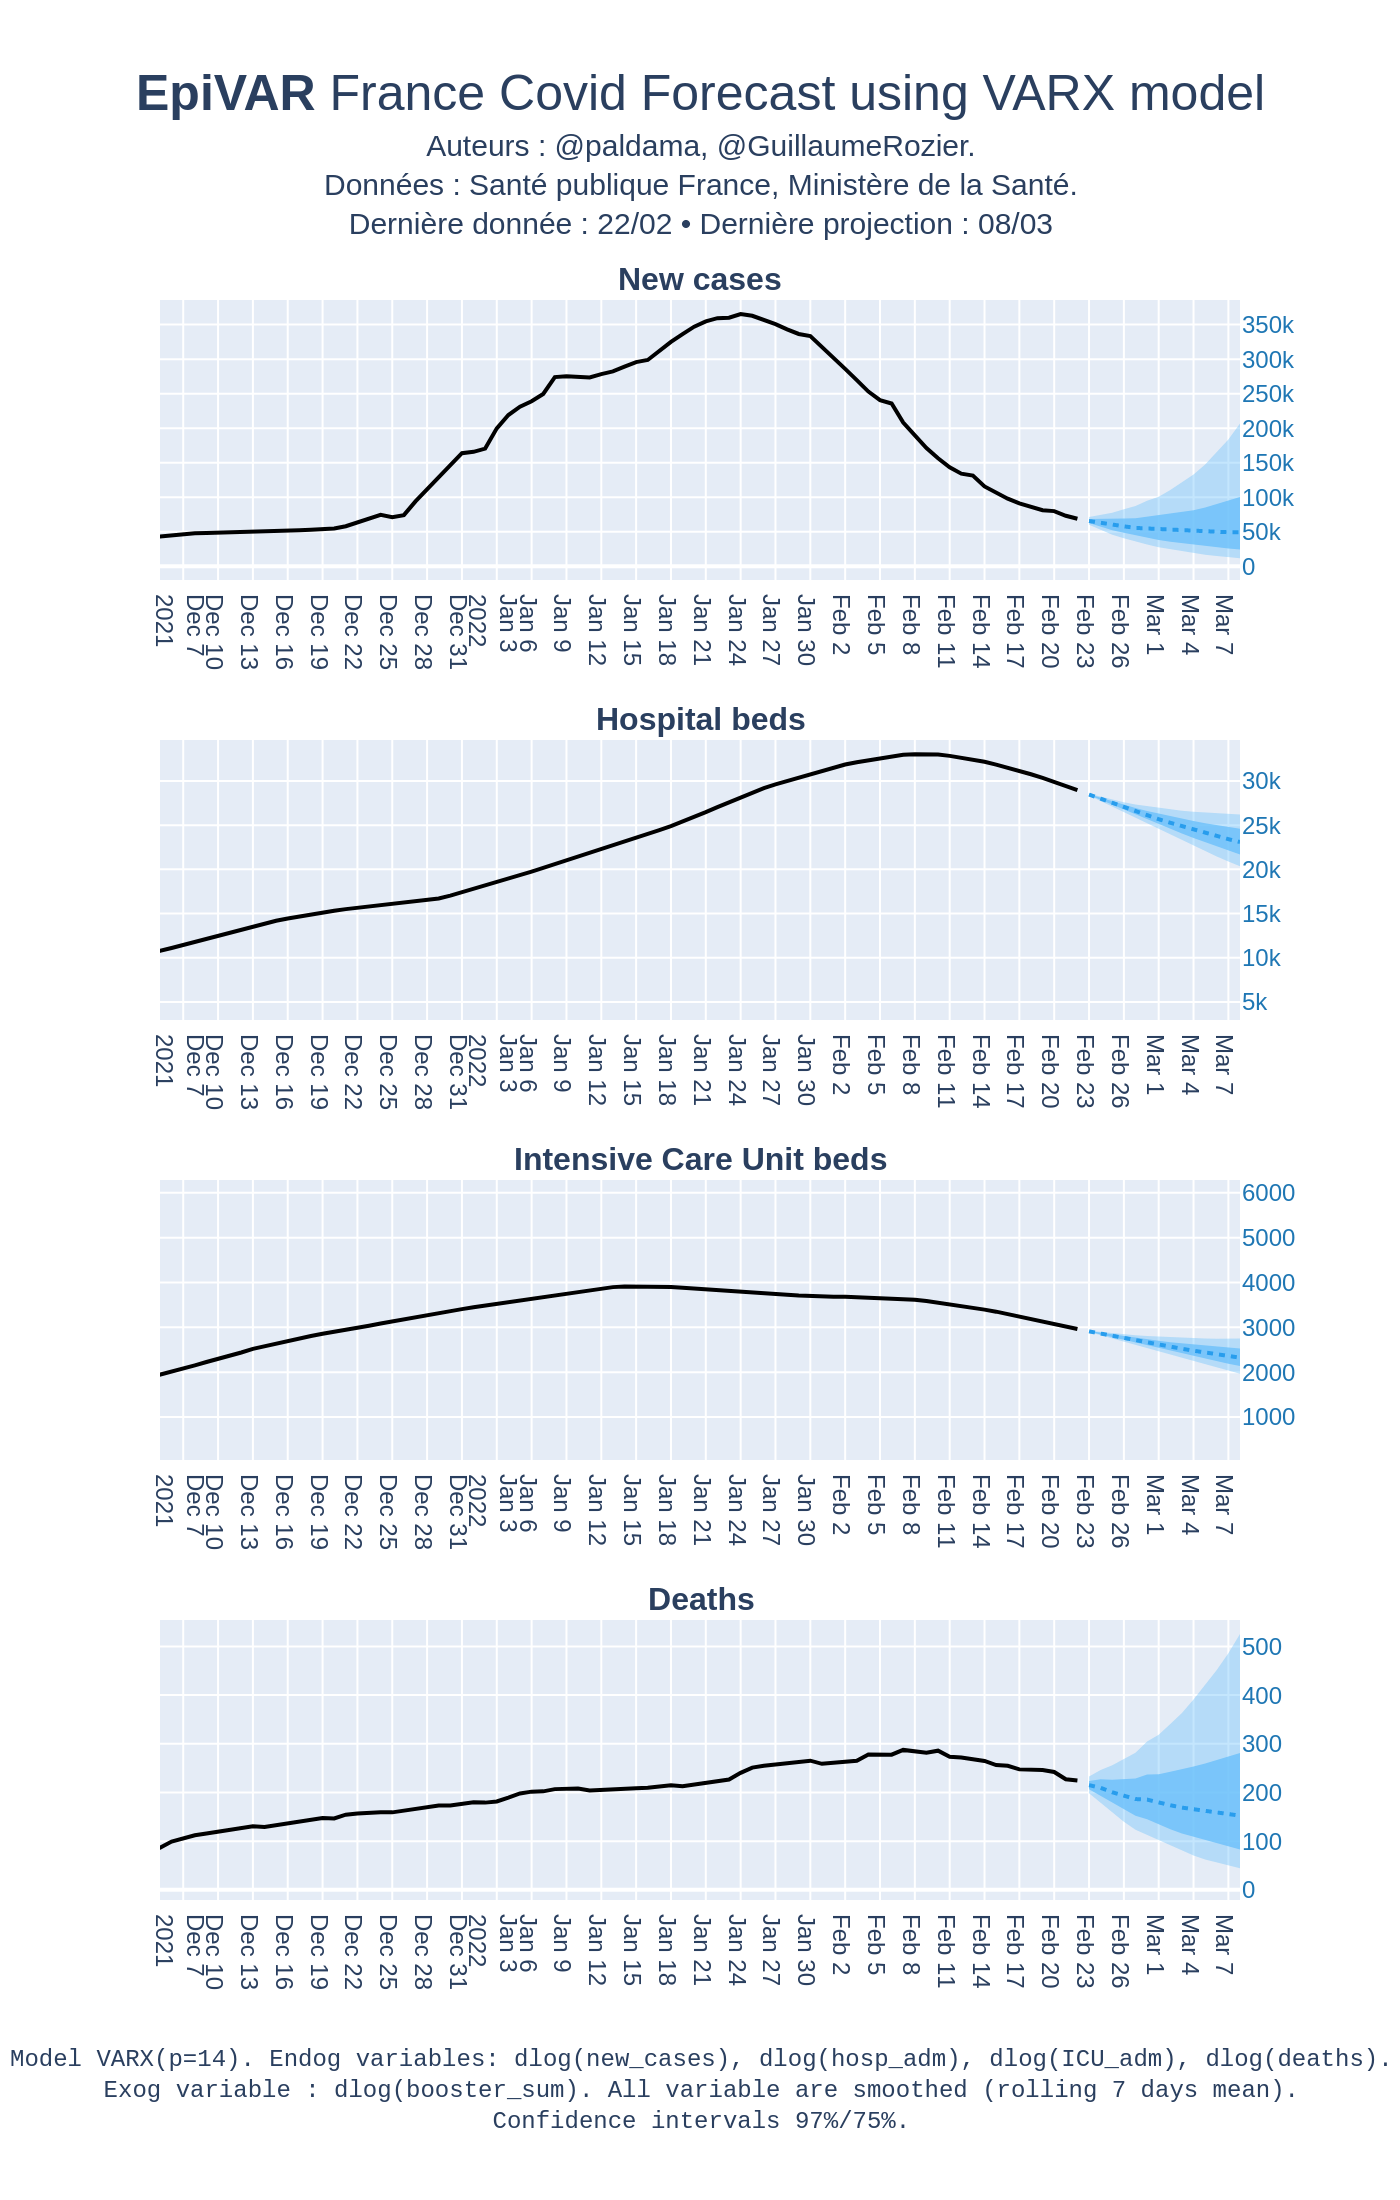 EpiVAR France Covid Forecast using VARX model
Auteurs : @paldama, @GuillaumeRozier.
Données : Santé publique France, Ministère de la Santé.
Dernière donnée : 22/02 • Dernière projection : 08/03
New cases
350k
300k
250k
200k
150k
100k
50k
0
2021 Dec 7 Dec 10 Dec 13 Dec 16 Dec 19 Dec 22 Dec 25 Dec 28 Dec 31 2022 Jan 3 Jan 6 Jan 9 Jan 12 Jan 15 Jan 18 Jan 21 Jan 24 Jan 27 Jan 30 Feb 2 Feb 5 Feb 8 Feb 11 Feb 14 Feb 17 Feb 20 Feb 23 Feb 26 Mar 1 Mar 4 Mar 7
Hospital beds
30k
25k
20k
15k
10k
5k
2021 Dec 7 Dec 10 Dec 13 Dec 16 Dec 19 Dec 22 Dec 25 Dec 28 Dec 31 2022 Jan 3 Jan 6 Jan 9 Jan 12 Jan 15 Jan 18 Jan 21 Jan 24 Jan 27 Jan 30 Feb 2 Feb 5 Feb 8 Feb 11 Feb 14 Feb 17 Feb 20 Feb 23 Feb 26 Mar 1 Mar 4 Mar 7
Intensive Care Unit beds
6000
5000
4000
3000
2000
1000
2021 Dec 7 Dec 10 Dec 13 Dec 16 Dec 19 Dec 22 Dec 25 Dec 28 Dec 31 2022 Jan 3 Jan 6 Jan 9 Jan 12 Jan 15 Jan 18 Jan 21 Jan 24 Jan 27 Jan 30 Feb 2 Feb 5 Feb 8 Feb 11 Feb 14 Feb 17 Feb 20 Feb 23 Feb 26 Mar 1 Mar 4 Mar 7
Deaths
500
400
300
200
100
0
2021 Dec 7 Dec 10 Dec 13 Dec 16 Dec 19 Dec 22 Dec 25 Dec 28 Dec 31 2022 Jan 3 Jan 6 Jan 9 Jan 12 Jan 15 Jan 18 Jan 21 Jan 24 Jan 27 Jan 30 Feb 2 Feb 5 Feb 8 Feb 11 Feb 14 Feb 17 Feb 20 Feb 23 Feb 26 Mar 1 Mar 4 Mar 7
Model VARX(p=14). Endog variables: dlog(new_cases), dlog(hosp_adm), dlog(ICU_adm), dlog(deaths).
Exog variable : dlog(booster_sum). All variable are smoothed (rolling 7 days mean).
Confidence intervals 97%/75%.